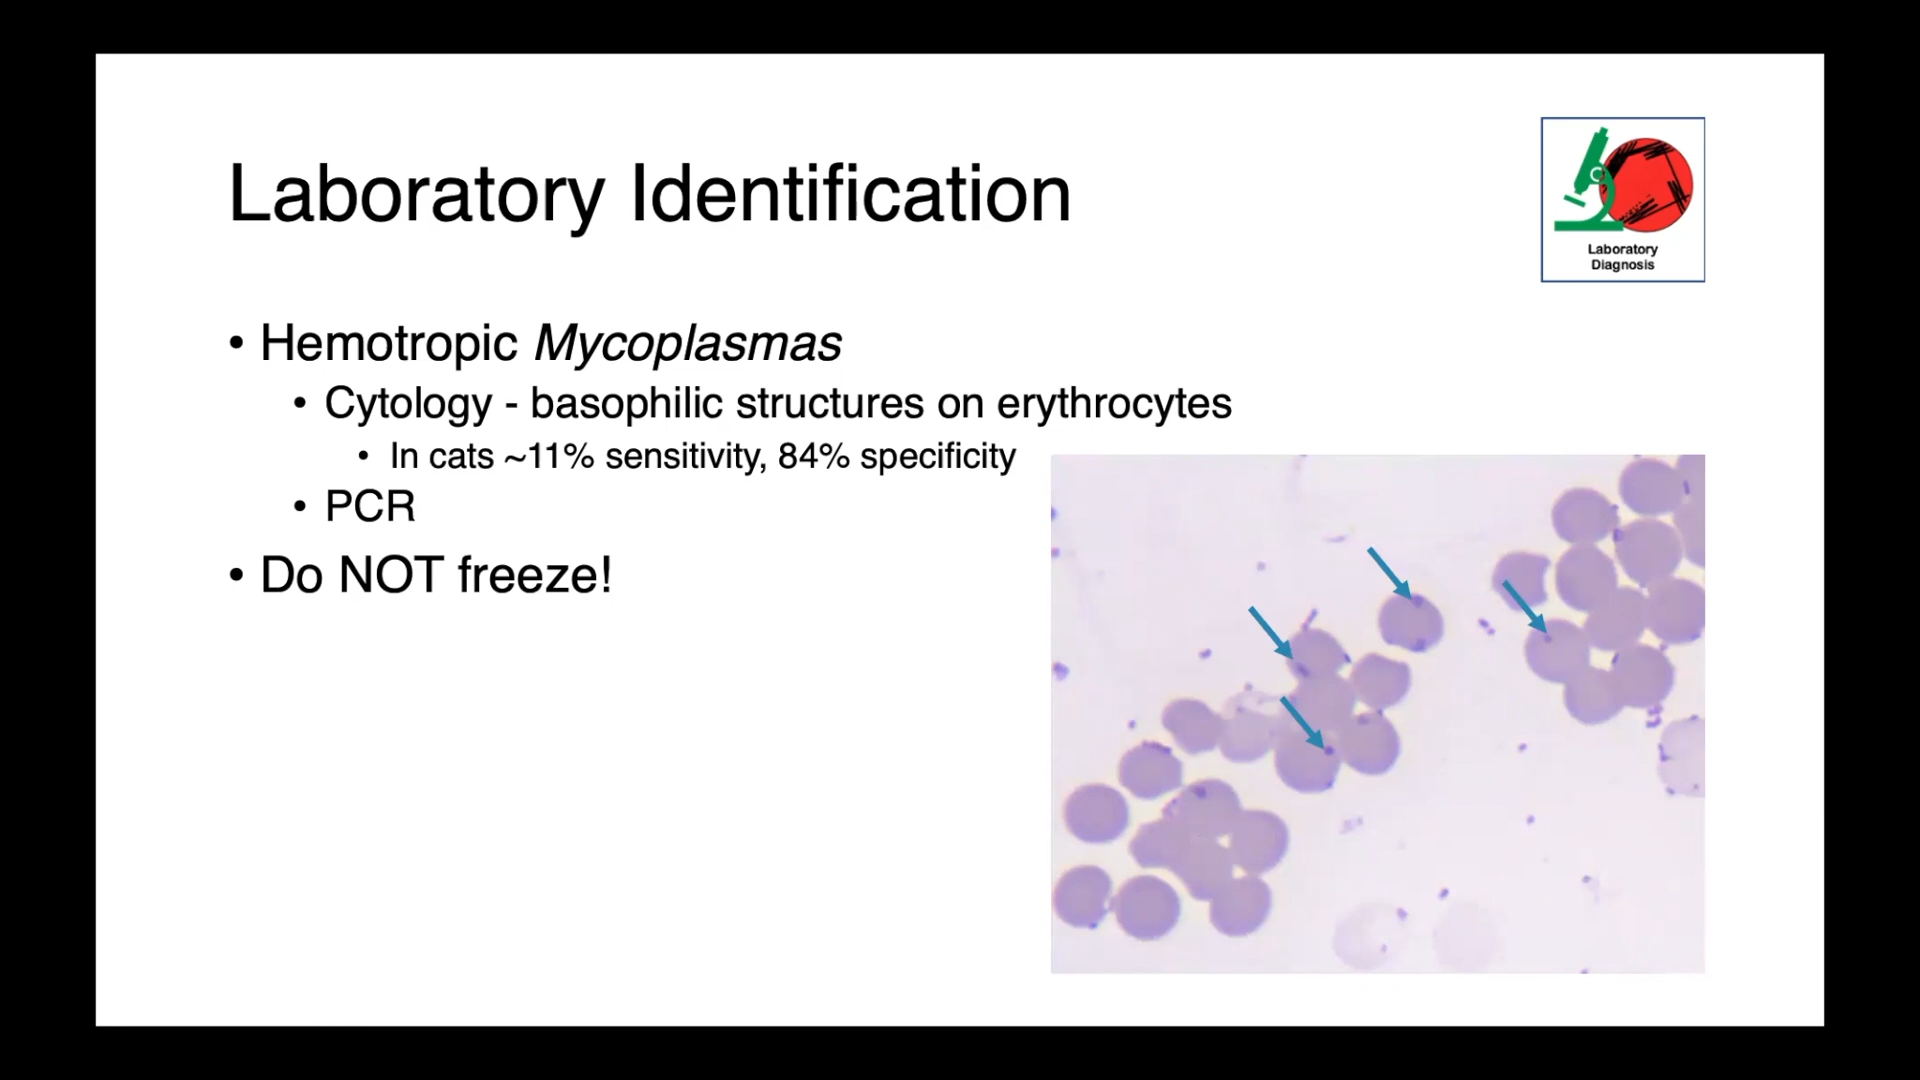 Laboratory Identification
Laboratory
Diagnosis
• Hemotropic Mycoplasmas
• Cytology - basophilic structures on erythrocytes
• In cats ~11% sensitivity, 84% specificity
• PCR
• Do NOT freeze!